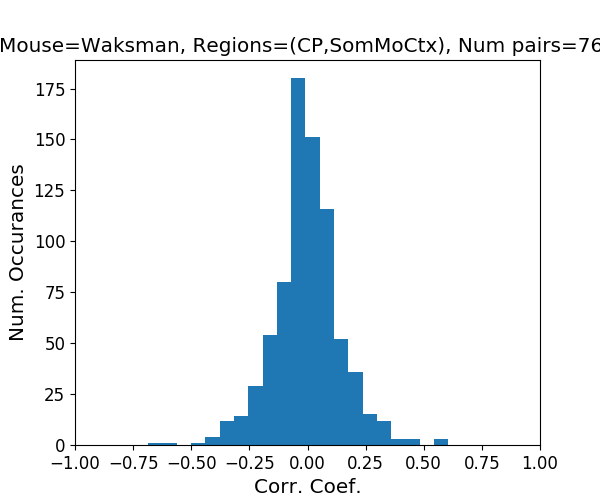 Mouse=Waksman, Regions=(CP,SomMoCtx), Num pairs=76
175
150
125
100
75
50
25
0
Num. Occurances
−1.00 −0.75 −0.50 −0.25 0.00 0.25 0.50 0.75 1.00
Corr. Coef.